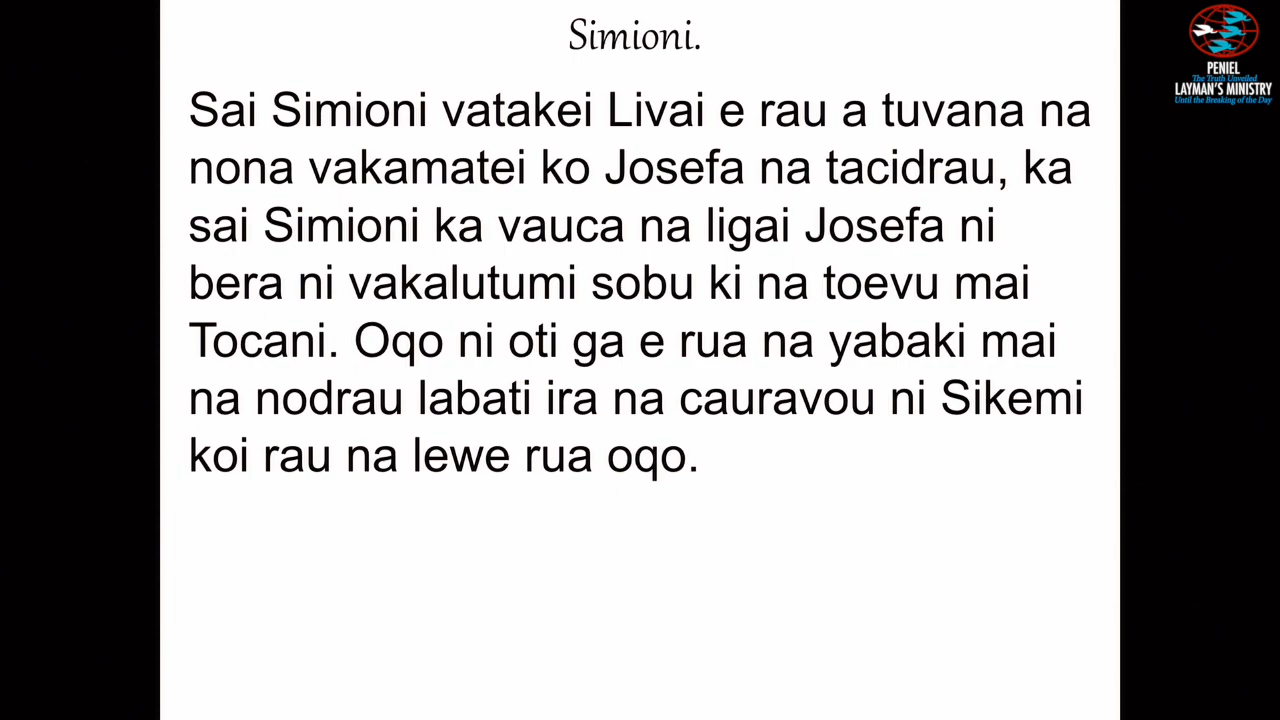 Simioni.
Sai Simioni vatakei Livai e rau a tuvana na
nona vakamatei ko Josefa na tacidrau, ka
sai Simioni ka vauca na ligai Josefa ni
bera ni vakalutumi sobu ki na toevu mai
Tocani. Oqo ni oti ga e rua na yabaki mai
na nodrau labati ira na cauravou ni Sikemi
koi rau na lewe rua oqo.
PENIEL
The Truth Unveiled
LAYMAN'S MINISTRY
Until the Breaking of the Day